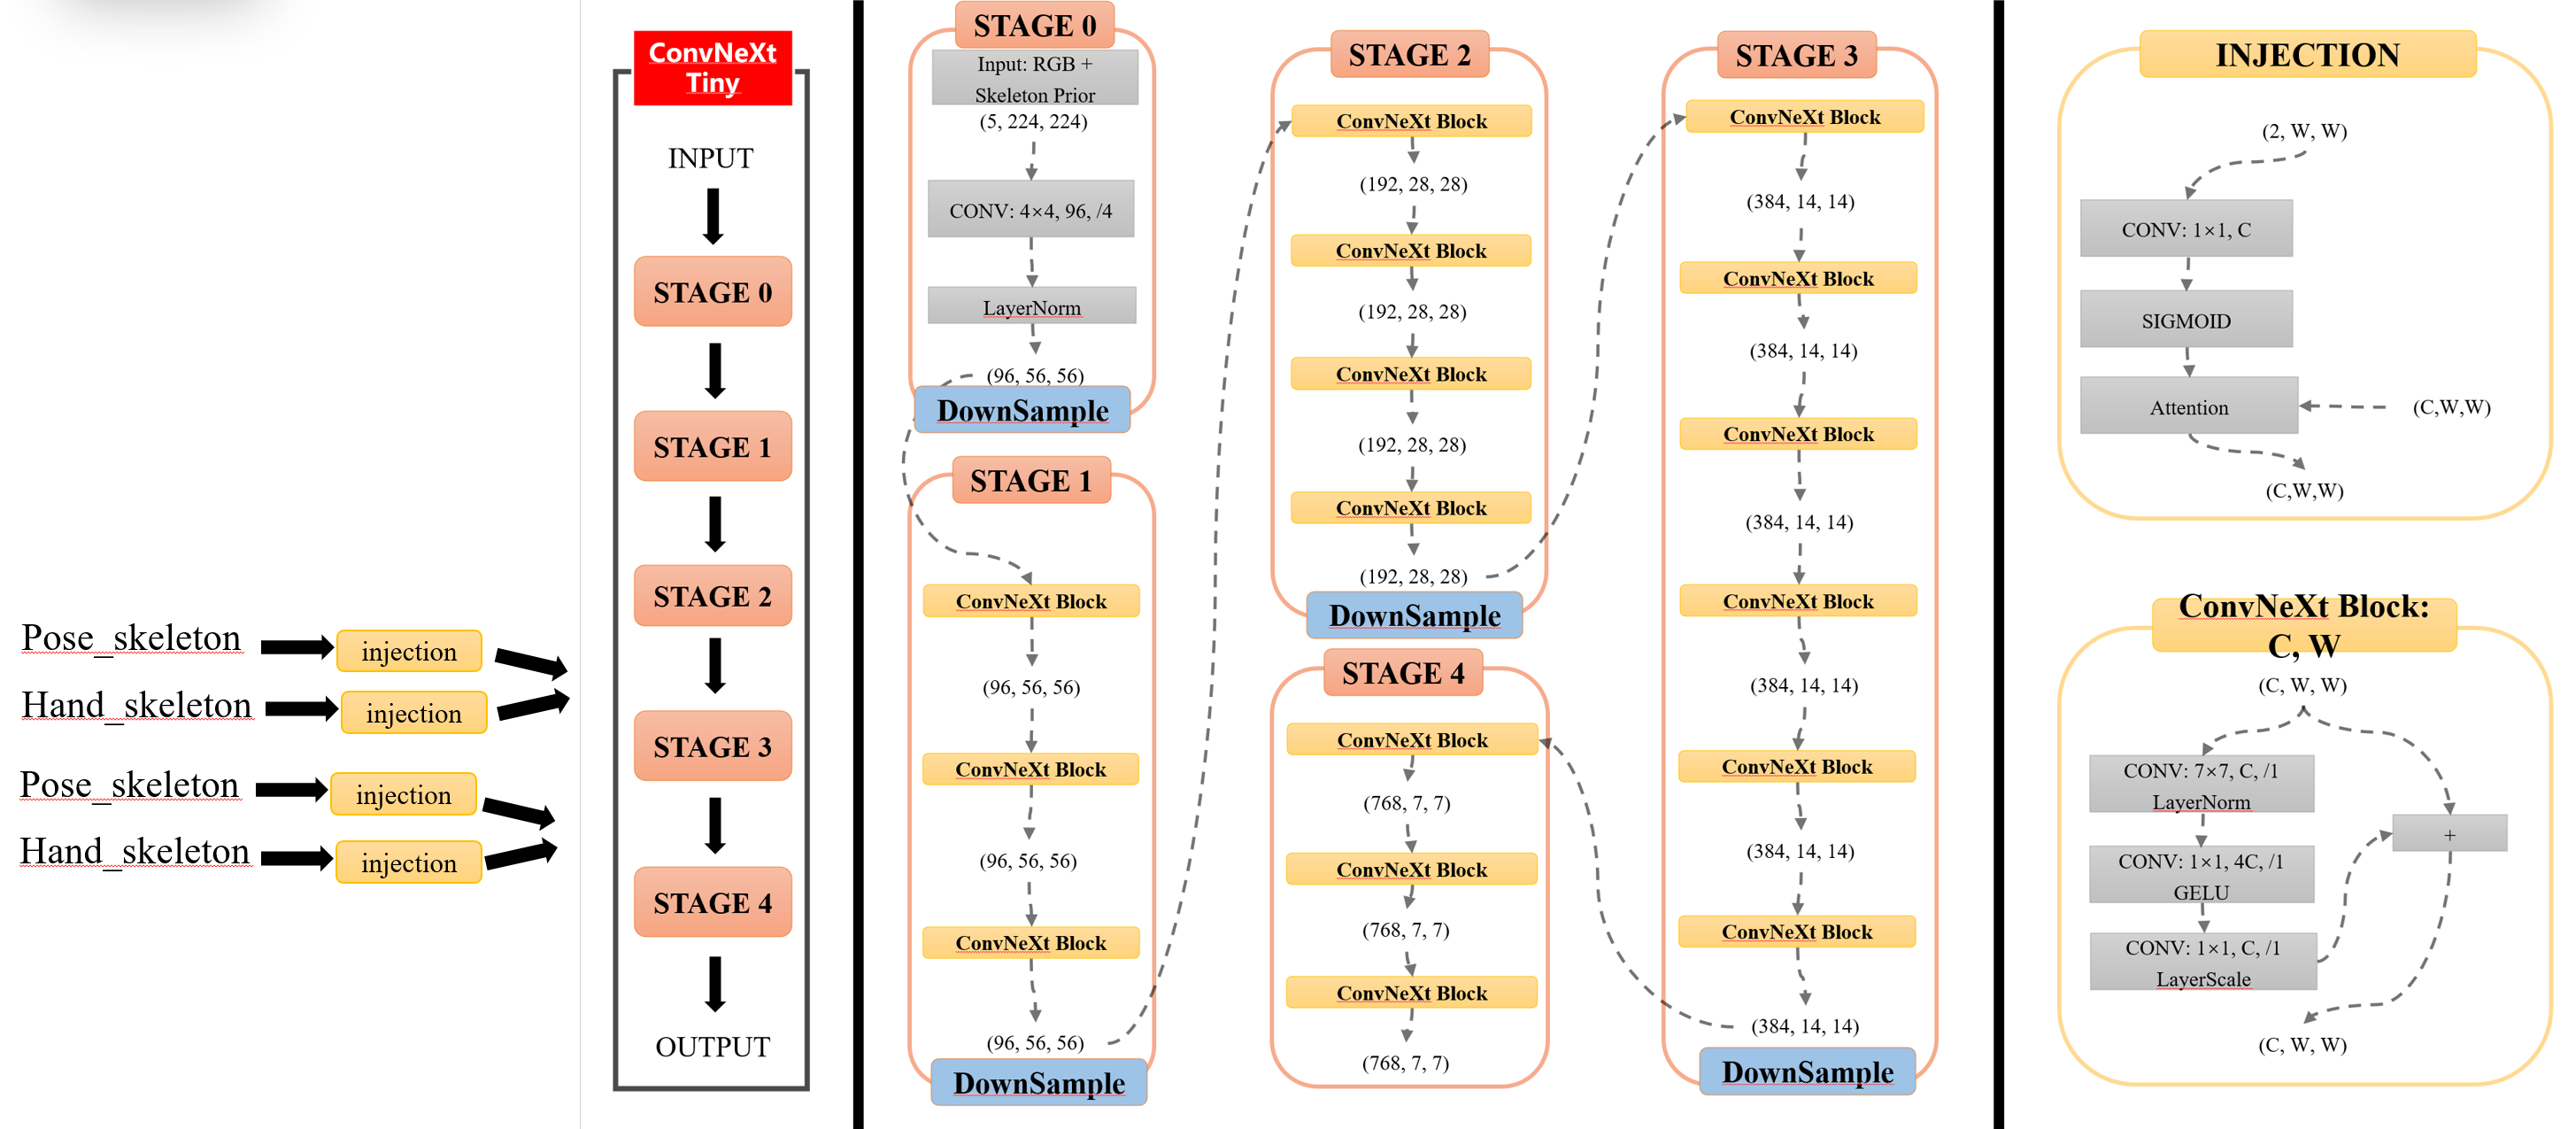 Pose_skeleton
injection
Hand_skeleton
injection
Pose_skeleton
injection
Hand_skeleton
injection
ConvNeXt
Tiny
INPUT
STAGE 0
STAGE 1
STAGE 2
STAGE 3
STAGE 4
OUTPUT
STAGE 0
Input: RGB +
Skeleton Prior
(5, 224, 224)
CONV: 4×4, 96, /4
LayerNorm
(96, 56, 56)
DownSample
STAGE 1
ConvNeXt Block
(96, 56, 56)
ConvNeXt Block
(96, 56, 56)
ConvNeXt Block
(96, 56, 56)
DownSample
STAGE 2
ConvNeXt Block
(192, 28, 28)
ConvNeXt Block
(192, 28, 28)
ConvNeXt Block
(192, 28, 28)
ConvNeXt Block
(192, 28, 28)
DownSample
STAGE 4
ConvNeXt Block
(768, 7, 7)
ConvNeXt Block
(768, 7, 7)
ConvNeXt Block
(768, 7, 7)
STAGE 3
ConvNeXt Block
(384, 14, 14)
ConvNeXt Block
(384, 14, 14)
ConvNeXt Block
(384, 14, 14)
ConvNeXt Block
(384, 14, 14)
ConvNeXt Block
(384, 14, 14)
ConvNeXt Block
(384, 14, 14)
DownSample
INJECTION
(2, W, W)
CONV: 1×1, C
SIGMOID
Attention
(C,W,W)
(C,W,W)
ConvNeXt Block:
C, W
(C, W, W)
CONV: 7×7, C, /1
LayerNorm
+
CONV: 1×1, 4C, /1
GELU
CONV: 1×1, C, /1
LayerScale
(C, W, W)